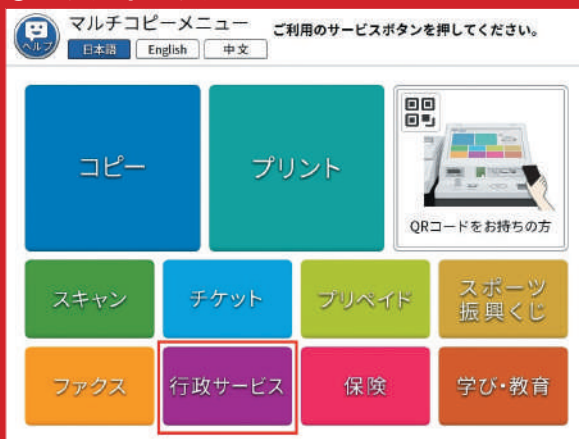 ヘルプ
マルチコピーメニュー
ご利用のサービスボタンを押してください。
日本語 English 中文
コピー
プリント
QRコードをお持ちの方
スキャン
チケット
プリペイド
スポーツ
振興くじ
ファクス
行政サービス
保険
学び・教育